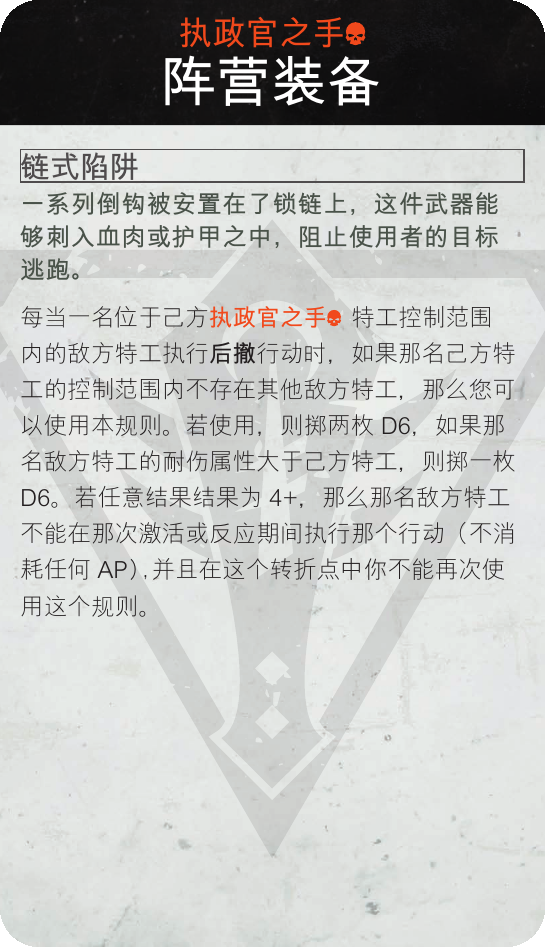 执政官之手
阵营装备
链式陷阱
一系列倒钩被安置在了锁链上，这件武器能
够刺入血肉或护甲之中，阻止使用者的目标
逃跑。
每当一名位于己方执政官之手 特工控制范围
内的敌方特工执行后撤行动时，如果那名己方特
工的控制范围内不存在其他敌方特工，那么您可
以使用本规则。若使用，则掷两枚 D6，如果那
名敌方特工的耐伤属性大于己方特工，则掷一枚
D6。若任意结果结果为 4+，那么那名敌方特工
不能在那次激活或反应期间执行那个行动（不消
耗任何 AP）,并且在这个转折点中你不能再次使
用这个规则。